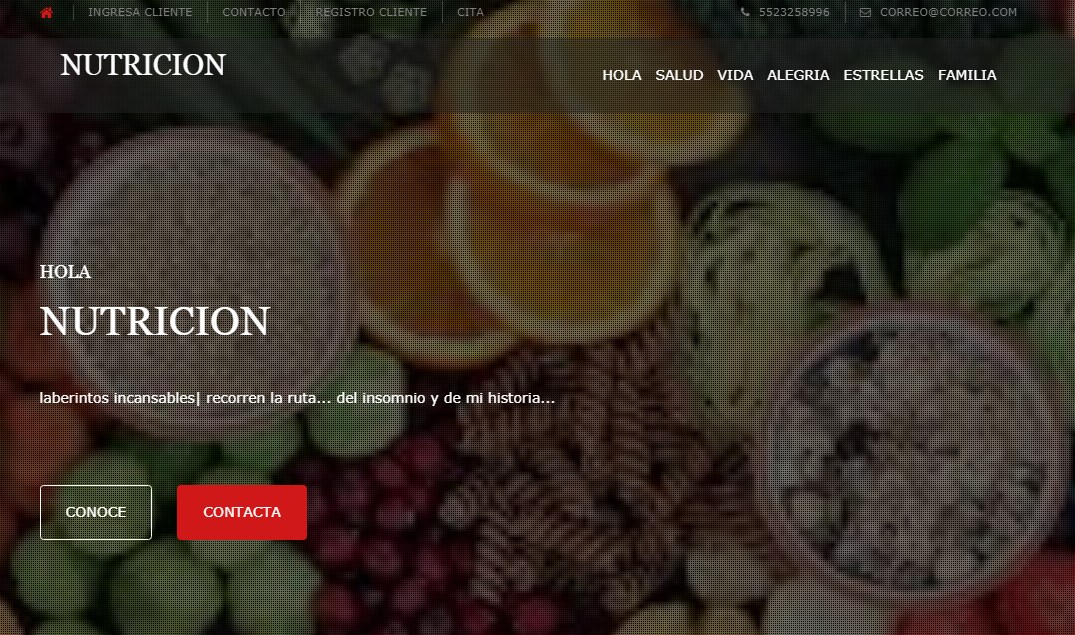 INGRESA CLIENTE CONTACTO REGISTRO CLIENTE CITA 5523258996 CORREO@CORREO.COM
NUTRICION
HOLA SALUD VIDA ALEGRIA ESTRELLAS FAMILIA
HOLA
NUTRICION
laberintos incansables| recorren la ruta... del insomnio y de mi historia...
CONOCE CONTACTA